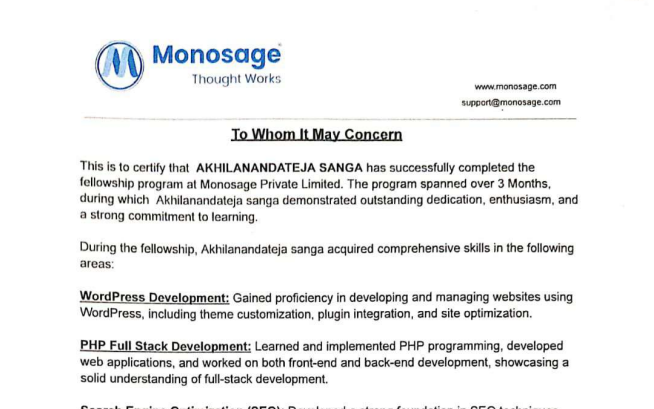 Monosage
Thought Works
www.monosage.com
support@monosage.com
To Whom It May Concern
This is to certify that AKHILANANDATEJA SANGA has successfully completed the
fellowship program at Monosage Private Limited. The program spanned over 3 Months,
during which Akhilanandateja sanga demonstrated outstanding dedication, enthusiasm, and
a strong commitment to learning.
During the fellowship, Akhilanandateja sanga acquired comprehensive skills in the following
areas:
WordPress Development: Gained proficiency in developing and managing websites using
WordPress, including theme customization, plugin integration, and site optimization.
PHP Full Stack Development: Learned and implemented PHP programming, developed
web applications, and worked on both front-end and back-end development, showcasing a
solid understanding of full-stack development.